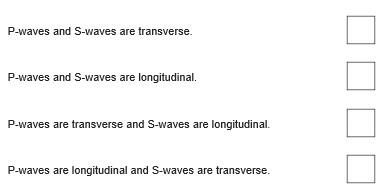 P-waves and S-waves are transverse.
P-waves and S-waves are longitudinal.
P-waves are transverse and S-waves are longitudinal.
P-waves are longitudinal and S-waves are transverse.